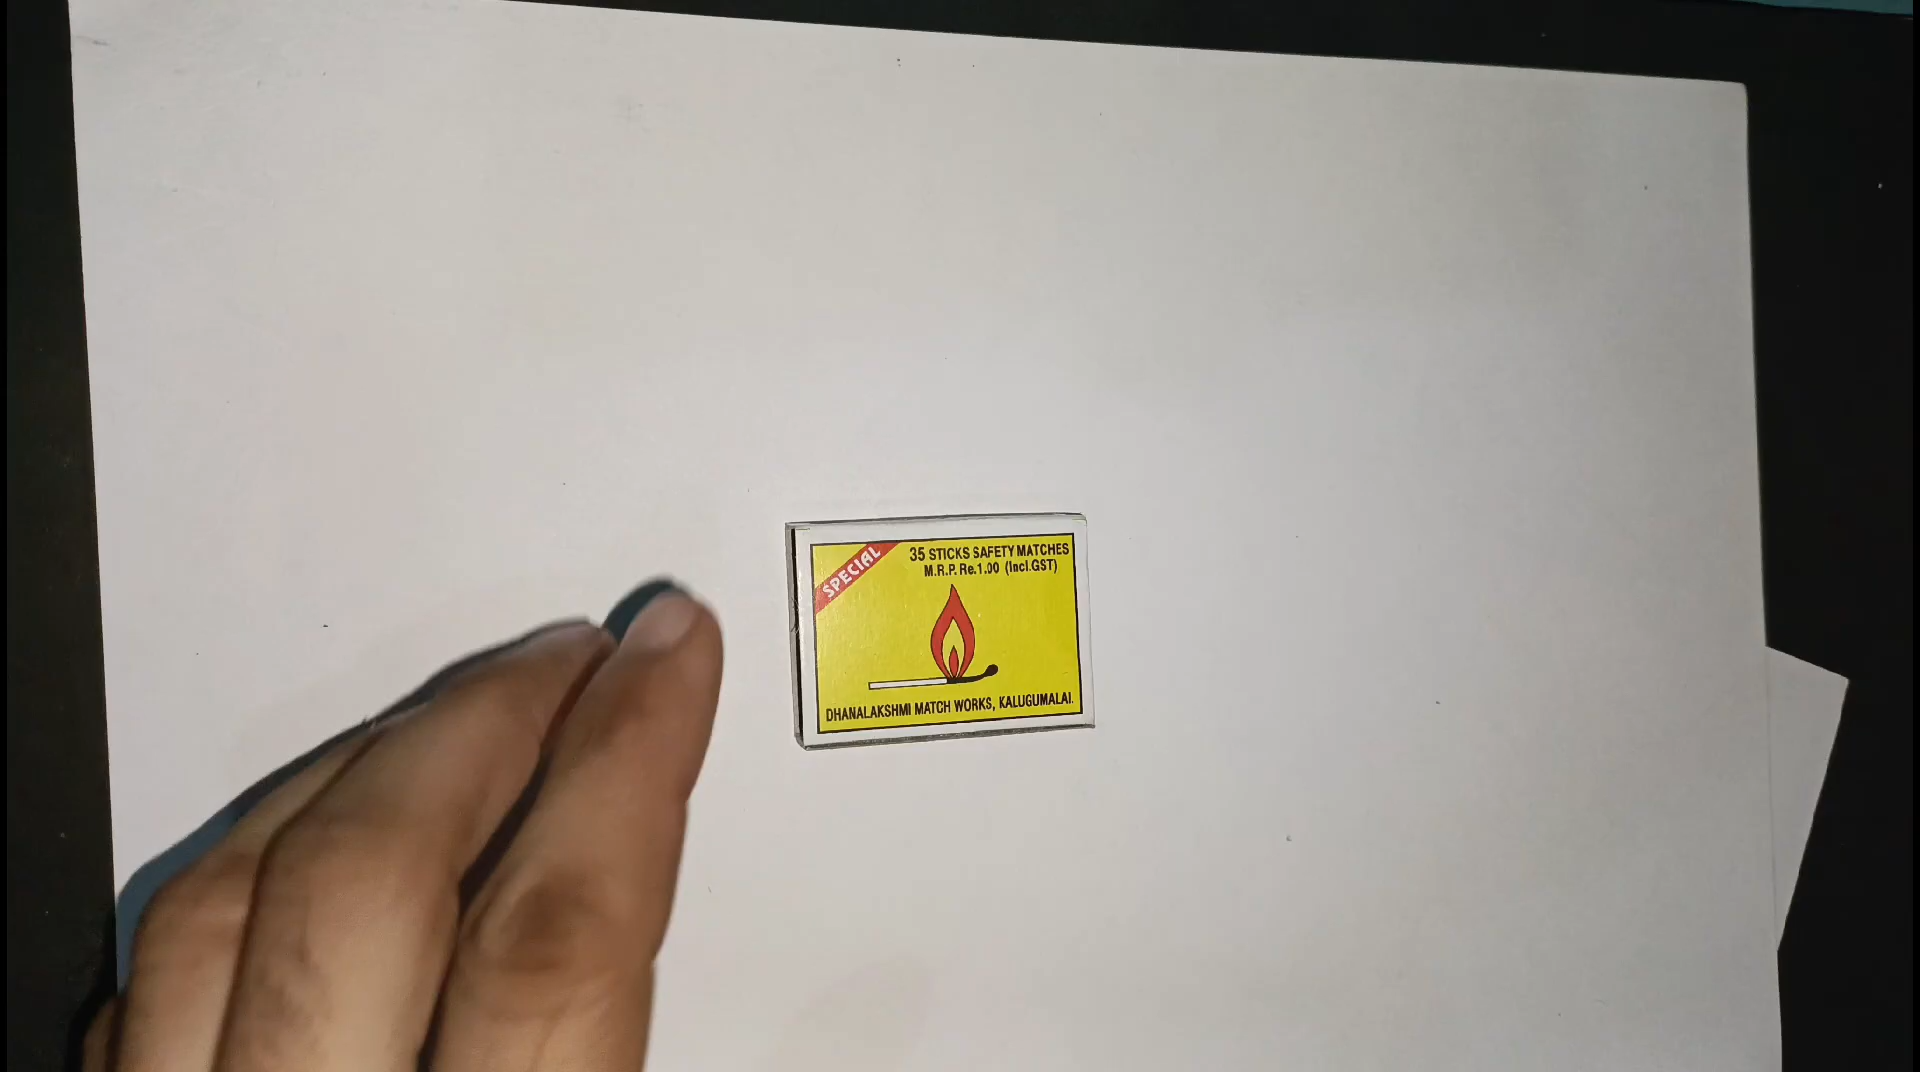 SPECIAL
35 STICKS SAFETY MATCHES
M.R.P. Re.1.00 (Incl.GST)
DHANALAKSHMI MATCH WORKS, KALUGUMALAI.